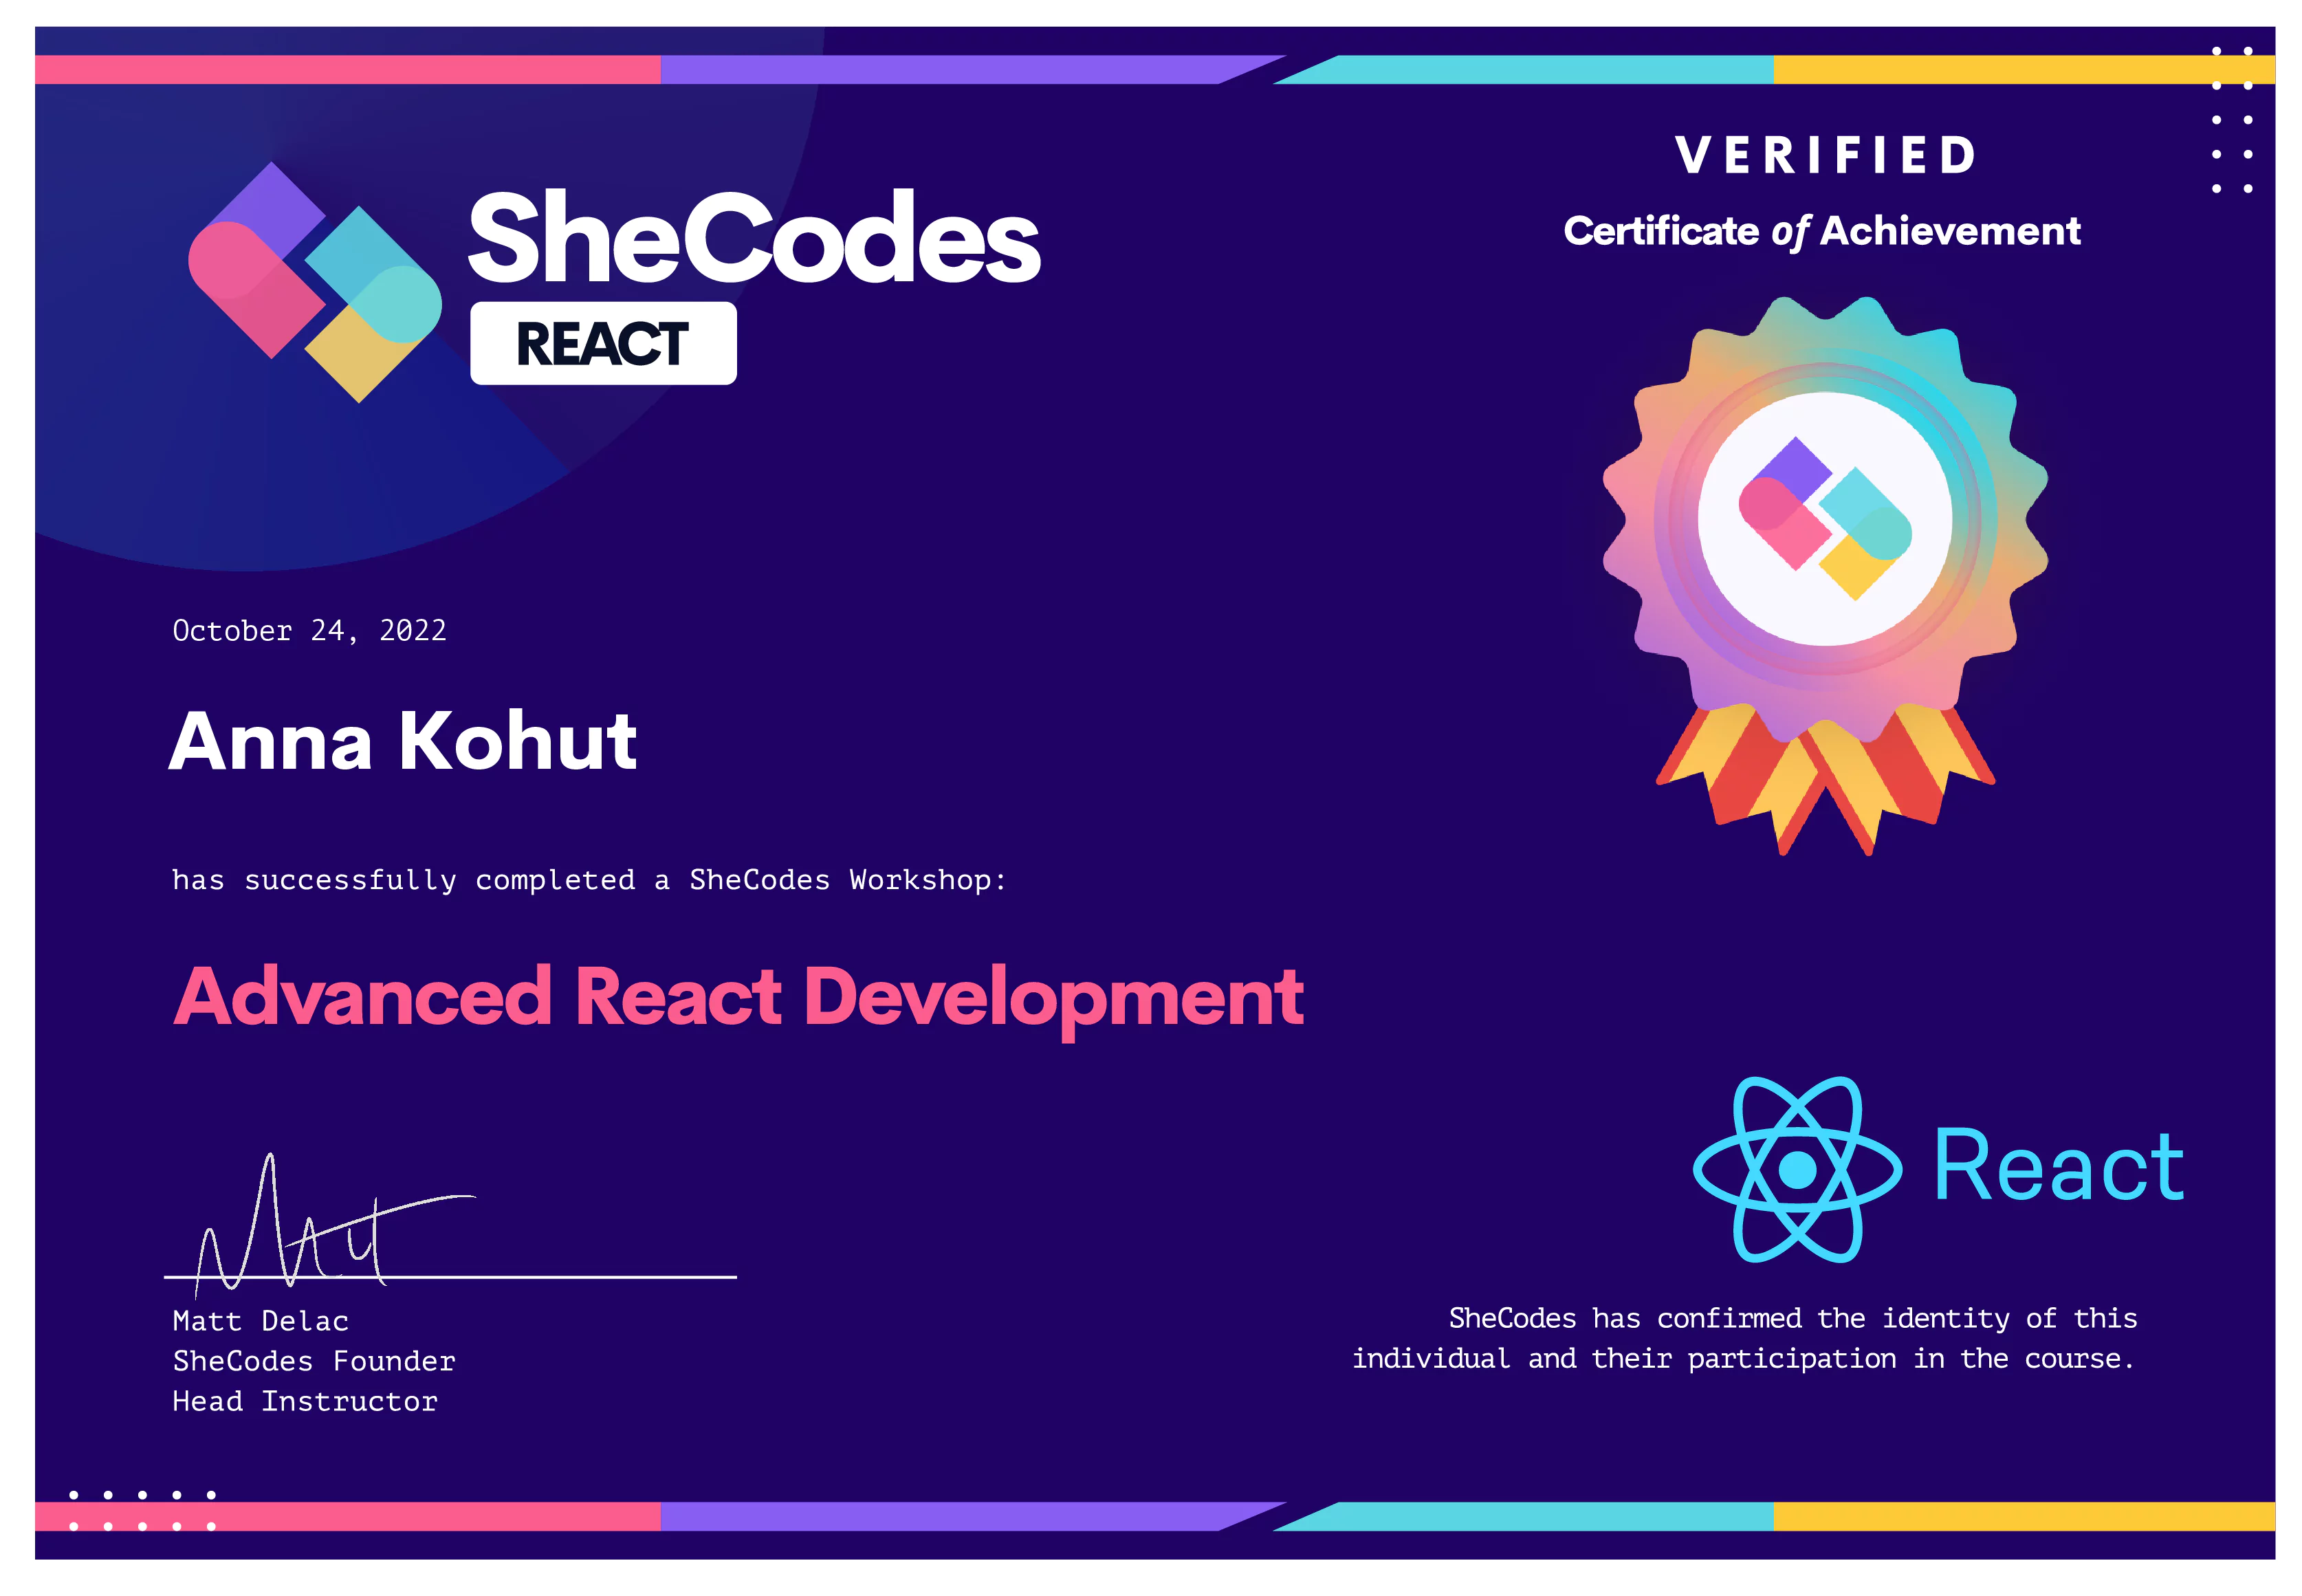 SheCodes
REACT
VERIFIED
Certificate of Achievement
October 24, 2022
Anna Kohut
has successfully completed a SheCodes Workshop:
Advanced React Development
Matt
Matt Delac
SheCodes Founder
Head Instructor
React
SheCodes has confirmed the identity of this
individual and their participation in the course.